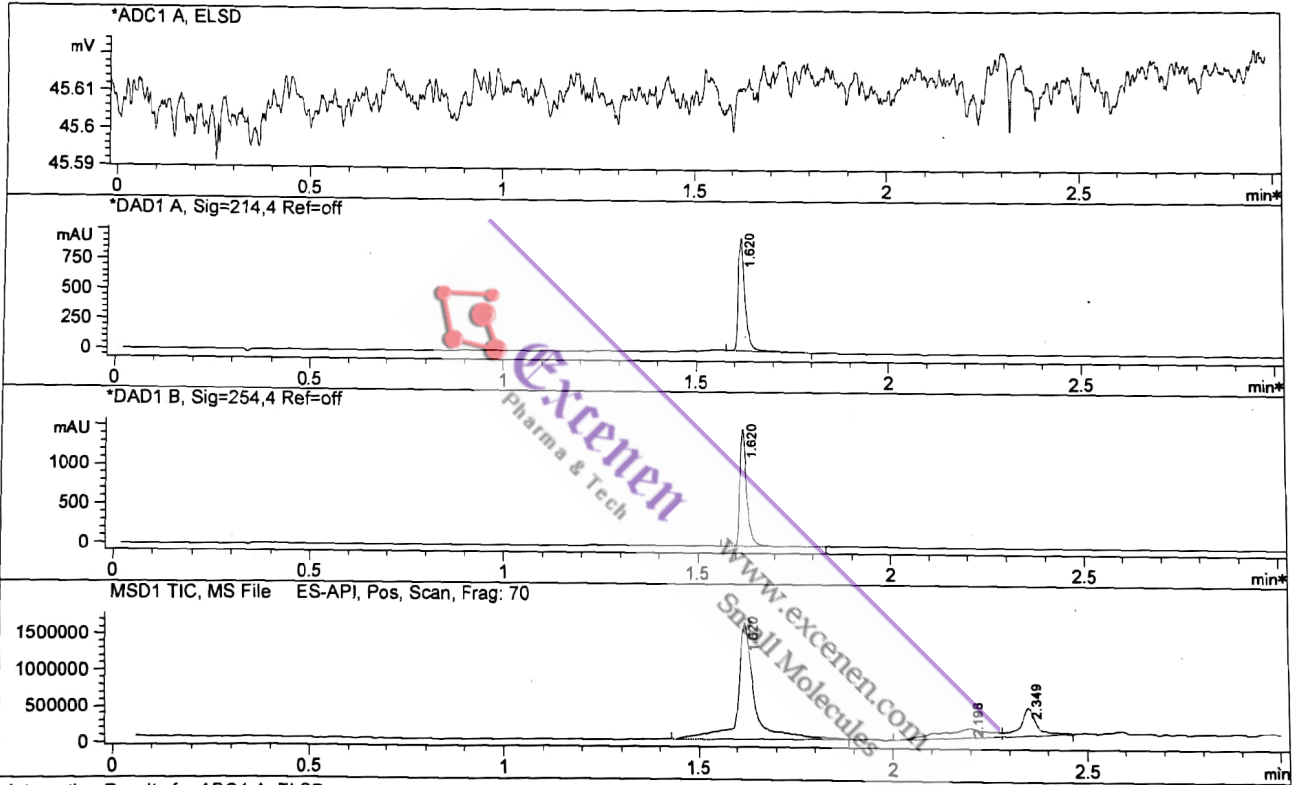 *ADC1 A, ELSD
mV
45.61
45.6
45.59
0 0.5 1 1.5 2 2.5 min*
*DAD1 A, Sig=214,4 Ref=off
mAU
750
500
250
0
1.620
0 0.5 1 1.5 2 2.5 min*
*DAD1 B, Sig=254,4 Ref=off
mAU
1000
500
0
1.620
0 0.5 1 1.5 2 2.5 min*
MSD1 TIC, MS File ES-API, Pos, Scan, Frag: 70
1500000
1000000
500000
0
1.620
2.198
2.349
0 0.5 1 1.5 2 2.5 min
Excenen
Pharma & Tech
www.excenen.com
Small Molecules